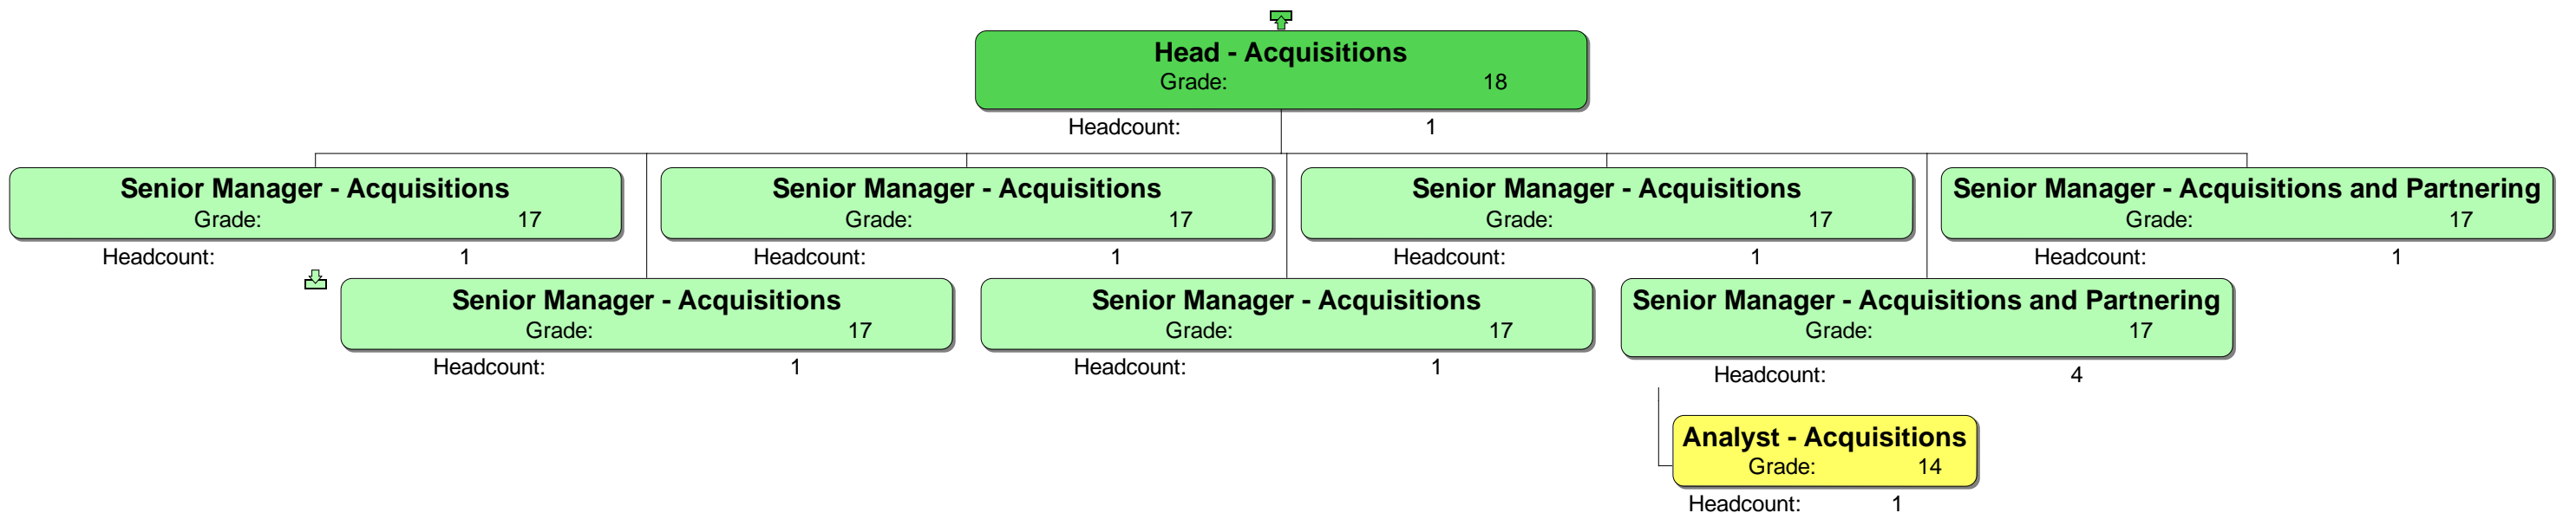 Head - Acquisitions
Grade: 18
Headcount: 1
Senior Manager - Acquisitions
Grade: 17
Headcount: 1
Senior Manager - Acquisitions
Grade: 17
Headcount: 1
Senior Manager - Acquisitions
Grade: 17
Headcount: 1
Senior Manager - Acquisitions and Partnering
Grade: 17
Headcount: 1
Senior Manager - Acquisitions
Grade: 17
Headcount: 1
Senior Manager - Acquisitions
Grade: 17
Headcount: 1
Senior Manager - Acquisitions and Partnering
Grade: 17
Headcount: 4
Analyst - Acquisitions
Grade: 14
Headcount: 1